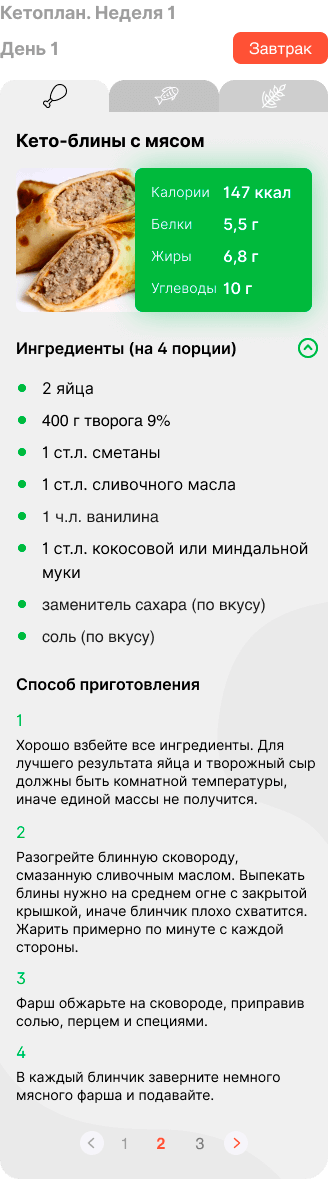 Кетоплан. Неделя 1
День 1
Завтрак
Кето-блины с мясом
Калории 147 ккал
Белки 5,5 г
Жиры 6,8 г
Углеводы 10 г
Ингредиенты (на 4 порции)
2 яйца
400 г творога 9%
1 ст.л. сметаны
1 ст.л. сливочного масла
1 ч.л. ванилина
1 ст.л. кокосовой или миндальной
муки
заменитель сахара (по вкусу)
соль (по вкусу)
Способ приготовления
1
Хорошо взбейте все ингредиенты. Для
лучшего результата яйца и творожный сыр
должны быть комнатной температуры,
иначе единой массы не получится.
2
Разогрейте блинную сковороду,
смазанную сливочным маслом. Выпекать
блины нужно на среднем огне с закрытой
крышкой, иначе блинчик плохо схватится.
Жарить примерно по минуте с каждой
стороны.
3
Фарш обжарьте на сковороде, приправив
солью, перцем и специями.
4
В каждый блинчик заверните немного
мясного фарша и подавайте.
1 2 3